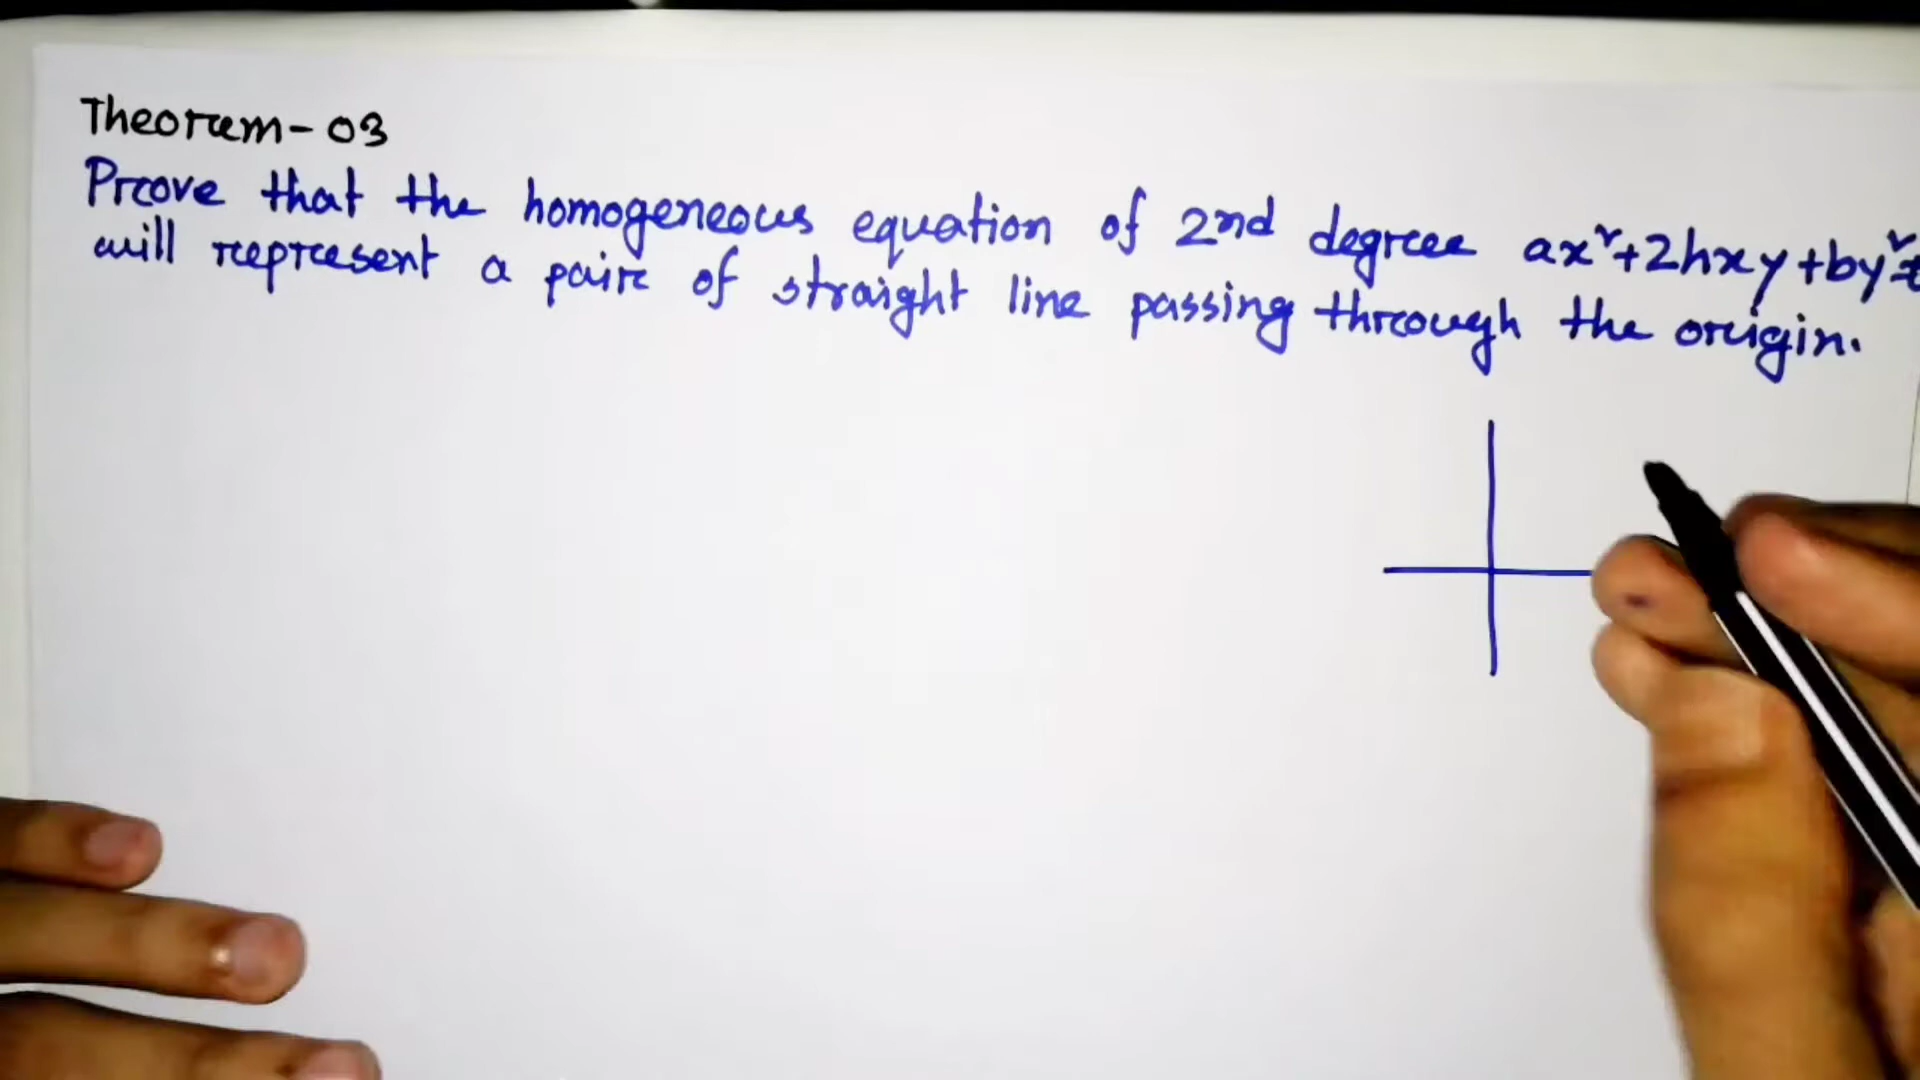 Theorem-03
Prove that the homogeneous equation of 2nd degree ax²+2hxy+by²=
will represent a pair of straight line passing through the origin.